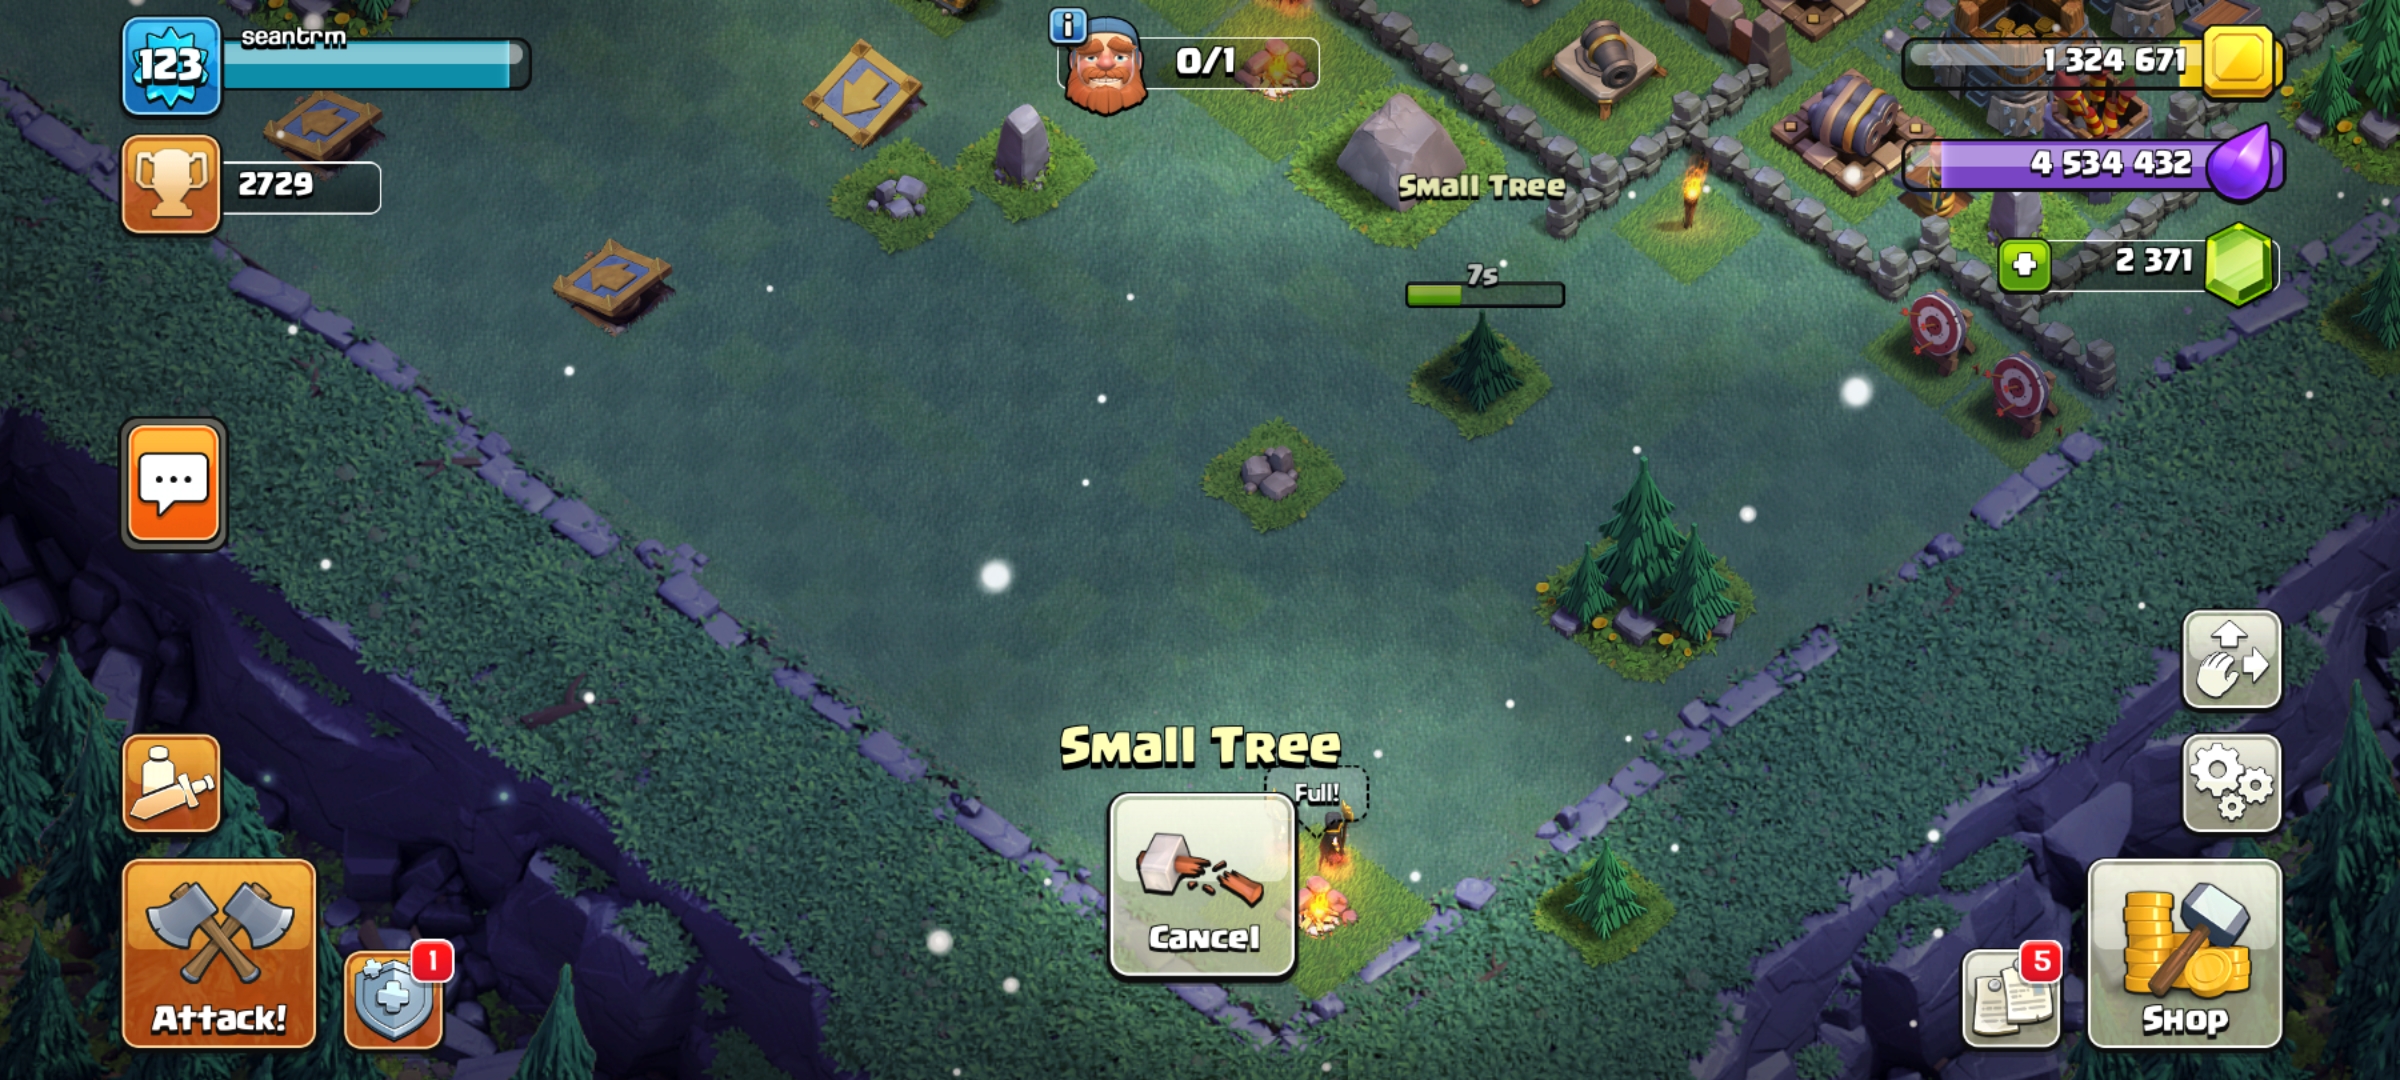 123
seantrm
i
0/1
1 324 671
2729
4 534 432
Small Tree
2 371
7s
Small Tree
Full!
Cancel
Attack!
1
5
Shop